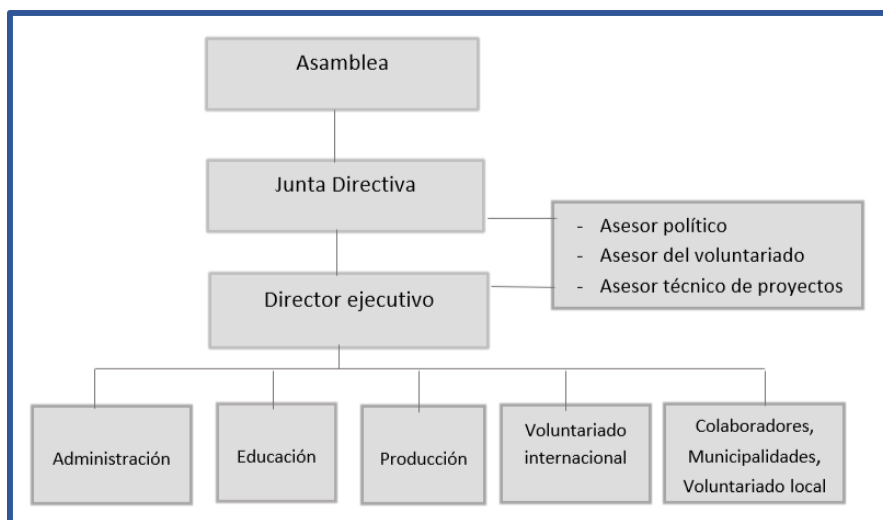 Asamblea
Junta Directiva
- Asesor político
- Asesor del voluntariado
- Asesor técnico de proyectos
Director ejecutivo
Administración
Educación
Producción
Voluntariado
internacional
Colaboradores,
Municipalidades,
Voluntariado local